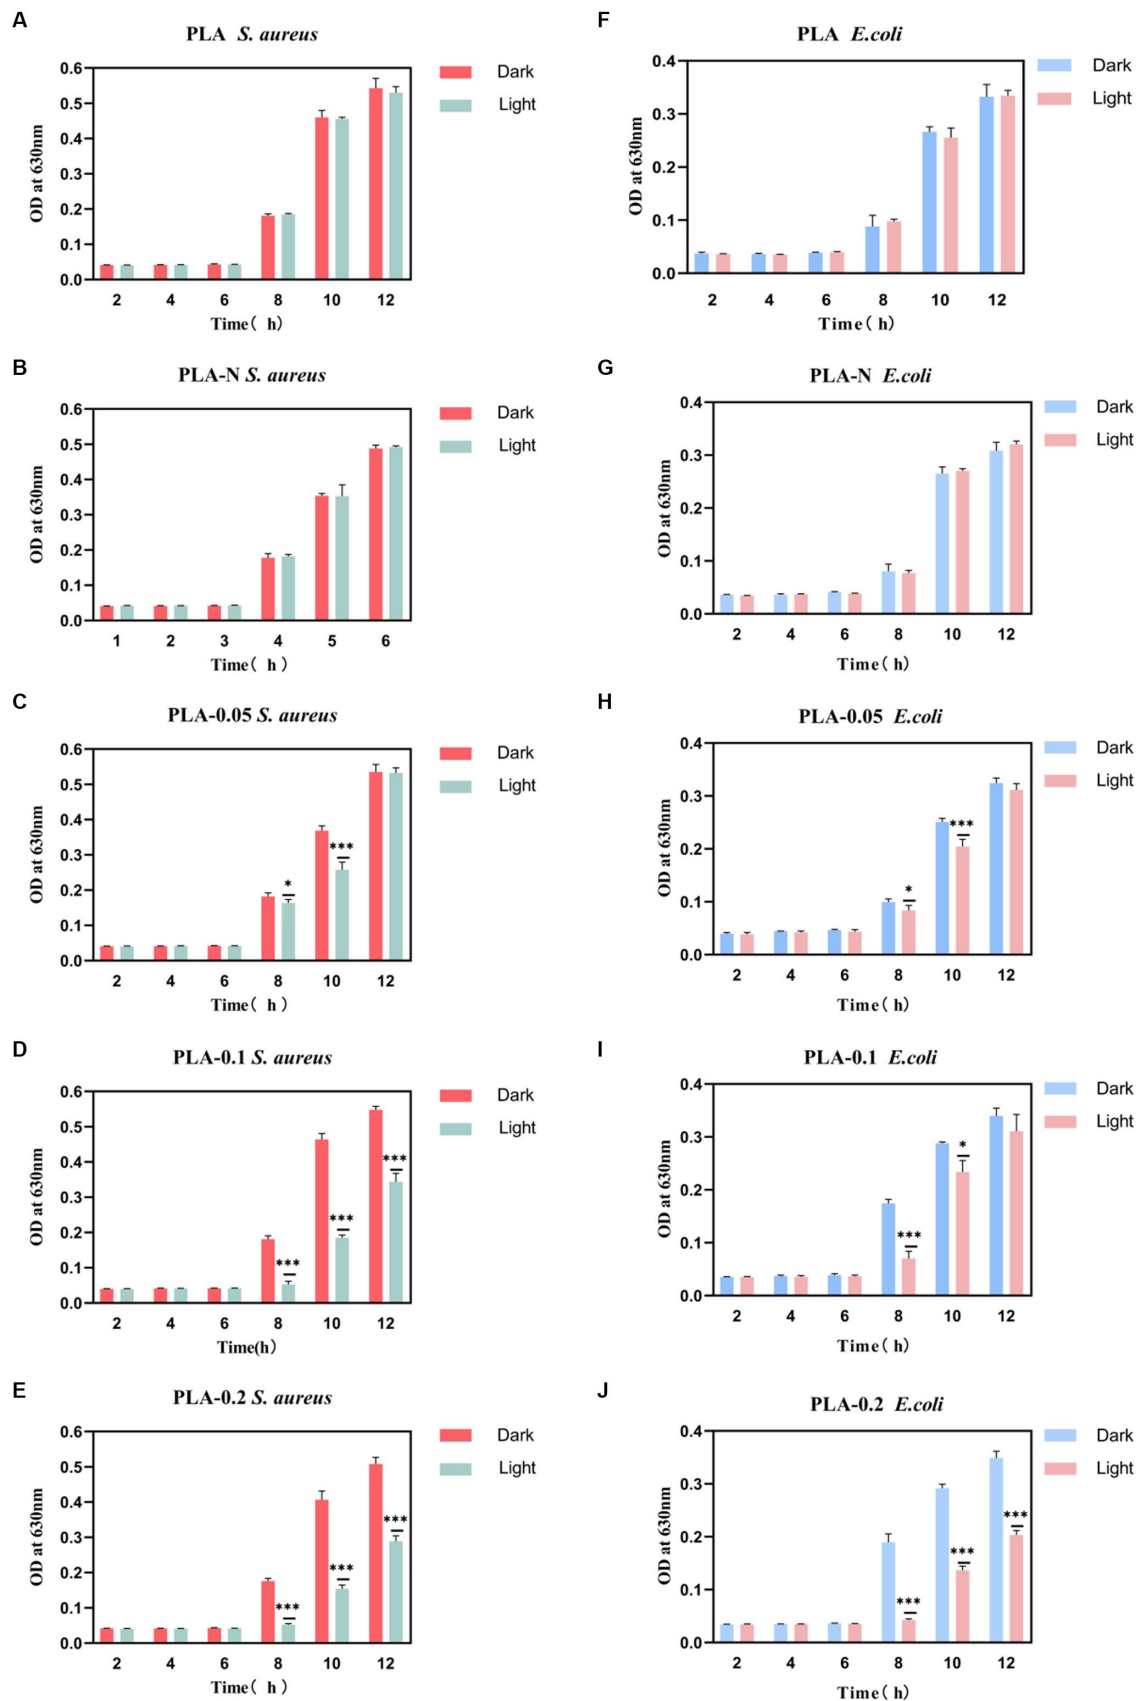 A
PLA S. aureus
OD at 630nm
0.6
0.5
0.4
0.3
0.2
0.1
0.0
2 4 6 8 10 12
Time( h)
Dark
Light
F
PLA E.coli
OD at 630nm
0.4
0.3
0.2
0.1
0.0
2 4 6 8 10 12
Time( h)
Dark
Light
B
PLA-N S. aureus
OD at 630nm
0.6
0.5
0.4
0.3
0.2
0.1
0.0
1 2 3 4 5 6
Time( h )
Dark
Light
G
PLA-N E.coli
OD at 630nm
0.4
0.3
0.2
0.1
0.0
2 4 6 8 10 12
Time( h)
Dark
Light
C
PLA-0.05 S. aureus
OD at 630nm
0.6
0.5
0.4
0.3
0.2
0.1
0.0
*
***
2 4 6 8 10 12
Time( h )
Dark
Light
H
PLA-0.05 E.coli
OD at 630nm
0.4
0.3
0.2
0.1
0.0
*
***
2 4 6 8 10 12
Time( h)
Dark
Light
D
PLA-0.1 S. aureus
OD at 630nm
0.6
0.5
0.4
0.3
0.2
0.1
0.0
***
***
***
2 4 6 8 10 12
Time(h)
Dark
Light
I
PLA-0.1 E.coli
OD at 630nm
0.4
0.3
0.2
0.1
0.0
***
*
2 4 6 8 10 12
Time( h)
Dark
Light
E
PLA-0.2 S. aureus
OD at 630nm
0.6
0.5
0.4
0.3
0.2
0.1
0.0
***
***
***
2 4 6 8 10 12
Time( h )
Dark
Light
J
PLA-0.2 E.coli
OD at 630nm
0.4
0.3
0.2
0.1
0.0
***
***
***
2 4 6 8 10 12
Time( h)
Dark
Light